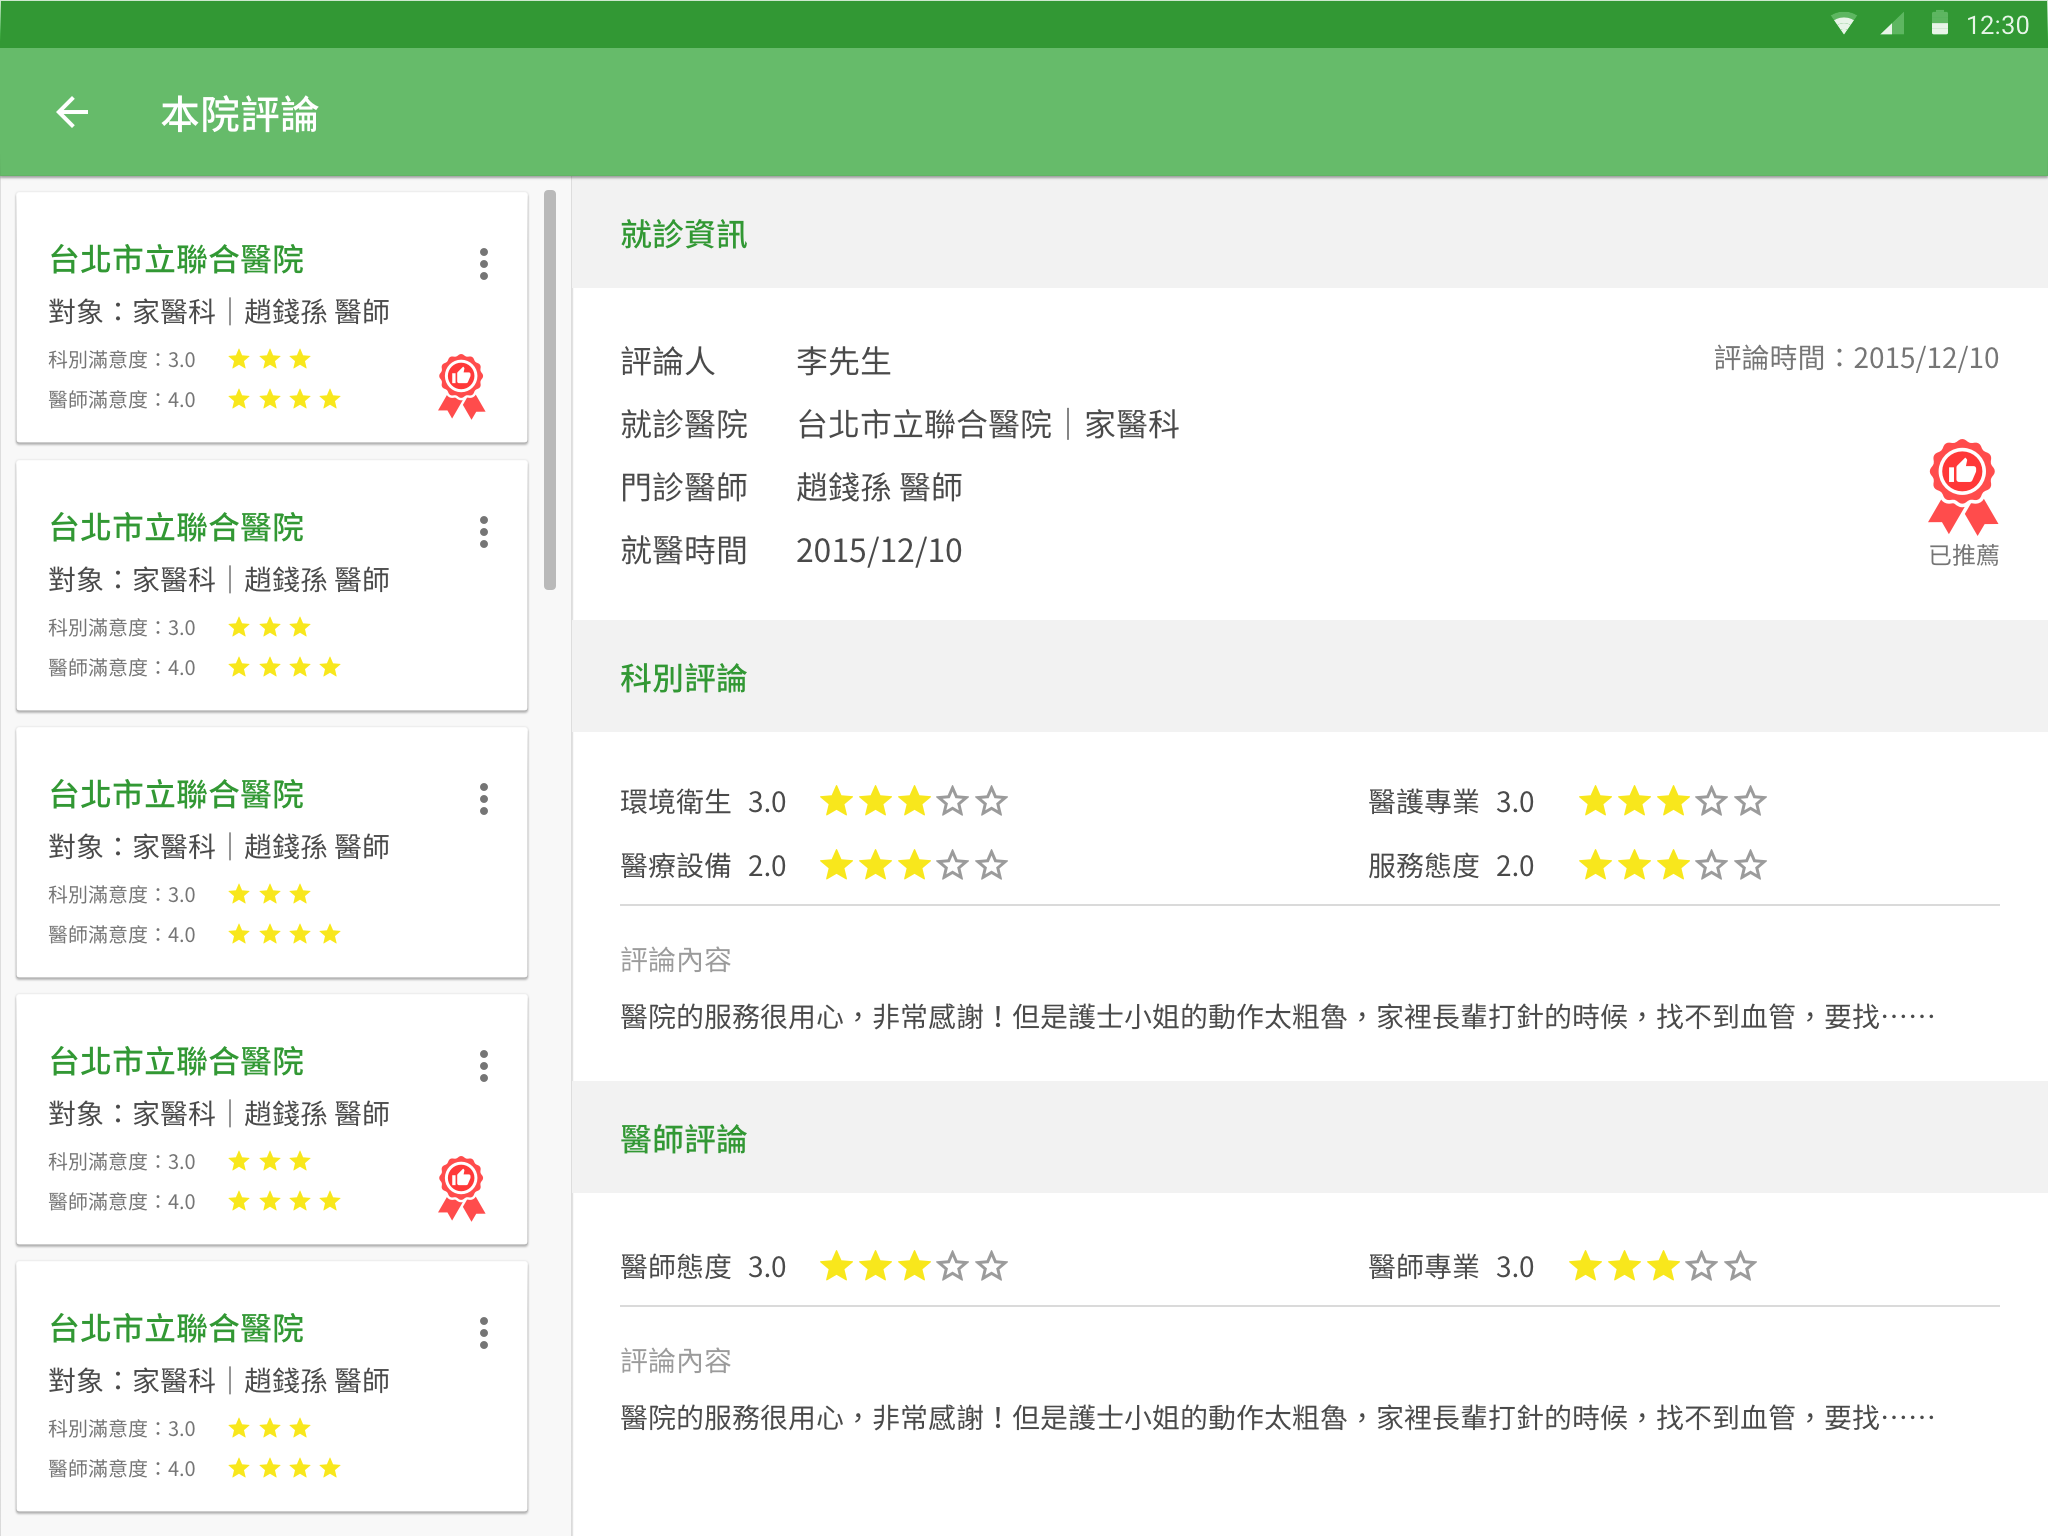 12:30
本院評論
台北市立聯合醫院
對象：家醫科｜趙錢孫 醫師
科別滿意度：3.0
醫師滿意度：4.0
台北市立聯合醫院
對象：家醫科｜趙錢孫 醫師
科別滿意度：3.0
醫師滿意度：4.0
台北市立聯合醫院
對象：家醫科｜趙錢孫 醫師
科別滿意度：3.0
醫師滿意度：4.0
台北市立聯合醫院
對象：家醫科｜趙錢孫 醫師
科別滿意度：3.0
醫師滿意度：4.0
台北市立聯合醫院
對象：家醫科｜趙錢孫 醫師
科別滿意度：3.0
醫師滿意度：4.0
就診資訊
評論人 李先生
評論時間：2015/12/10
就診醫院 台北市立聯合醫院｜家醫科
門診醫師 趙錢孫 醫師
就醫時間 2015/12/10
已推薦
科別評論
環境衛生 3.0
醫護專業 3.0
醫療設備 2.0
服務態度 2.0
評論內容
醫院的服務很用心，非常感謝！但是護士小姐的動作太粗魯，家裡長輩打針的時候，找不到血管，要找⋯⋯
醫師評論
醫師態度 3.0
醫師專業 3.0
評論內容
醫院的服務很用心，非常感謝！但是護士小姐的動作太粗魯，家裡長輩打針的時候，找不到血管，要找⋯⋯